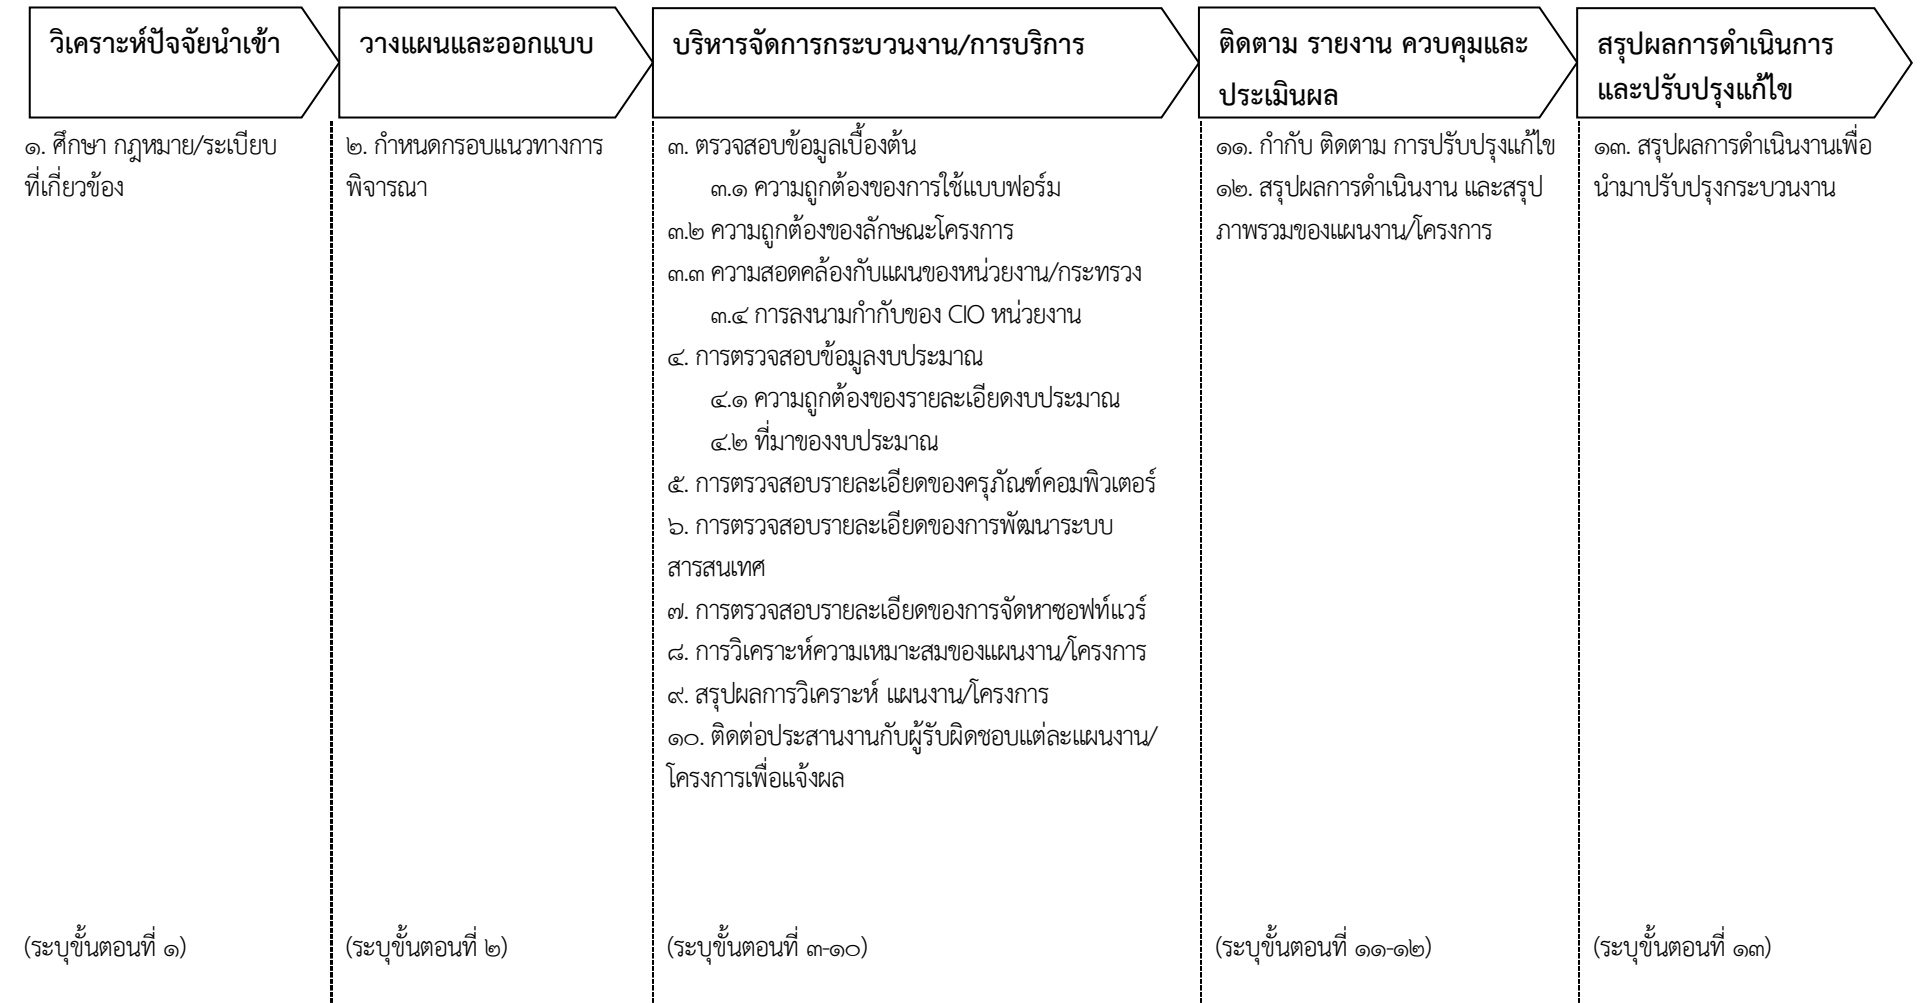 วิเคราะห์ปัจจัยนำเข้า
๑. ศึกษา กฎหมาย/ระเบียบ
ที่เกี่ยวข้อง
(ระบุขั้นตอนที่ ๑)
วางแผนและออกแบบ
๒. กำหนดกรอบแนวทางการ
พิจารณา
(ระบุขั้นตอนที่ ๒)
บริหารจัดการกระบวนงาน/การบริการ
๓. ตรวจสอบข้อมูลเบื้องต้น
๓.๑ ความถูกต้องของการใช้แบบฟอร์ม
๓.๒ ความถูกต้องของลักษณะโครงการ
๓.๓ ความสอดคล้องกับแผนของหน่วยงาน/กระทรวง
๓.๔ การลงนามกำกับของ CIO หน่วยงาน
๔. การตรวจสอบข้อมูลงบประมาณ
๔.๑ ความถูกต้องของรายละเอียดงบประมาณ
๔.๒ ที่มาของงบประมาณ
๕. การตรวจสอบรายละเอียดของครุภัณฑ์คอมพิวเตอร์
๖. การตรวจสอบรายละเอียดของการพัฒนาระบบ
สารสนเทศ
๗. การตรวจสอบรายละเอียดของการจัดหาซอฟท์แวร์
๘. การวิเคราะห์ความเหมาะสมของแผนงาน/โครงการ
๙. สรุปผลการวิเคราะห์ แผนงาน/โครงการ
๑๐. ติดต่อประสานงานกับผู้รับผิดชอบแต่ละแผนงาน/
โครงการเพื่อแจ้งผล
(ระบุขั้นตอนที่ ๓-๑๐)
ติดตาม รายงาน ควบคุมและ
ประเมินผล
๑๑. กำกับ ติดตาม การปรับปรุงแก้ไข
๑๒. สรุปผลการดำเนินงาน และสรุป
ภาพรวมของแผนงาน/โครงการ
(ระบุขั้นตอนที่ ๑๑-๑๒)
สรุปผลการดำเนินการ
และปรับปรุงแก้ไข
๑๓. สรุปผลการดำเนินงานเพื่อ
นำมาปรับปรุงกระบวนงาน
(ระบุขั้นตอนที่ ๑๓)